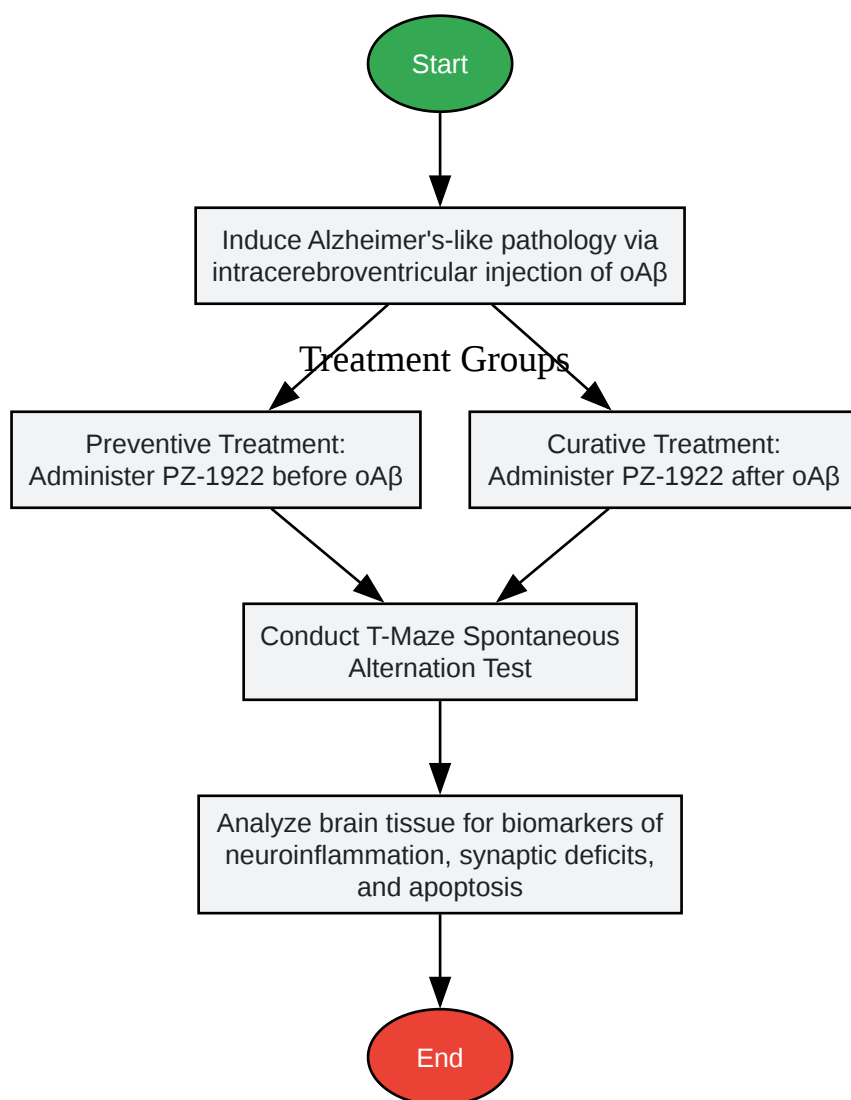 Start
Induce Alzheimer's-like pathology via
intracerebroventricular injection of oAβ
Treatment Groups
Preventive Treatment:
Administer PZ-1922 before oAβ
Curative Treatment:
Administer PZ-1922 after oAβ
Conduct T-Maze Spontaneous
Alternation Test
Analyze brain tissue for biomarkers of
neuroinflammation, synaptic deficits,
and apoptosis
End